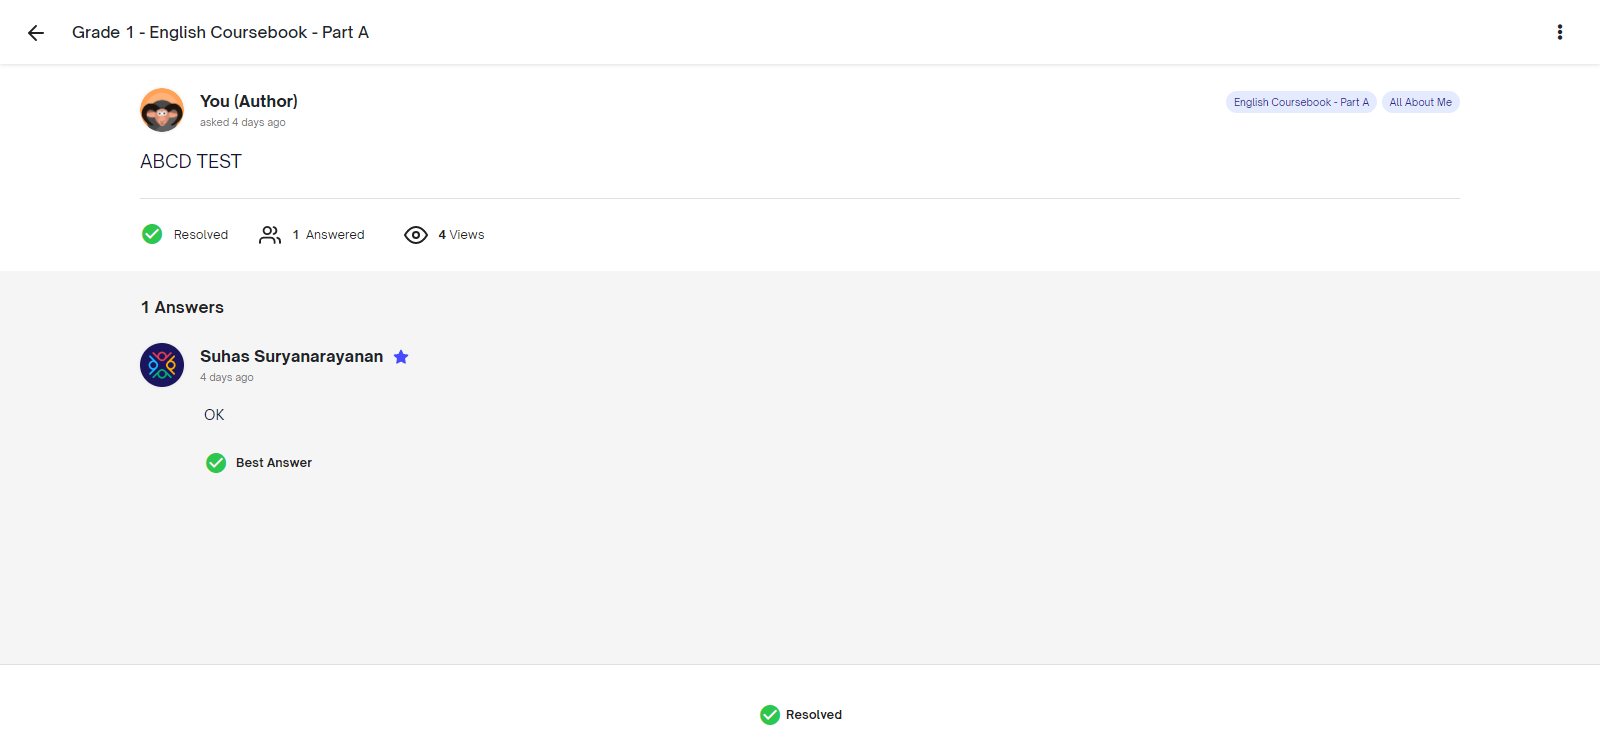 Grade 1 - English Coursebook - Part A
You (Author)
asked 4 days ago
English Coursebook - Part A
All About Me
ABCD TEST
Resolved
1 Answered
4 Views
1 Answers
Suhas Suryanarayanan
4 days ago
OK
Best Answer
Resolved